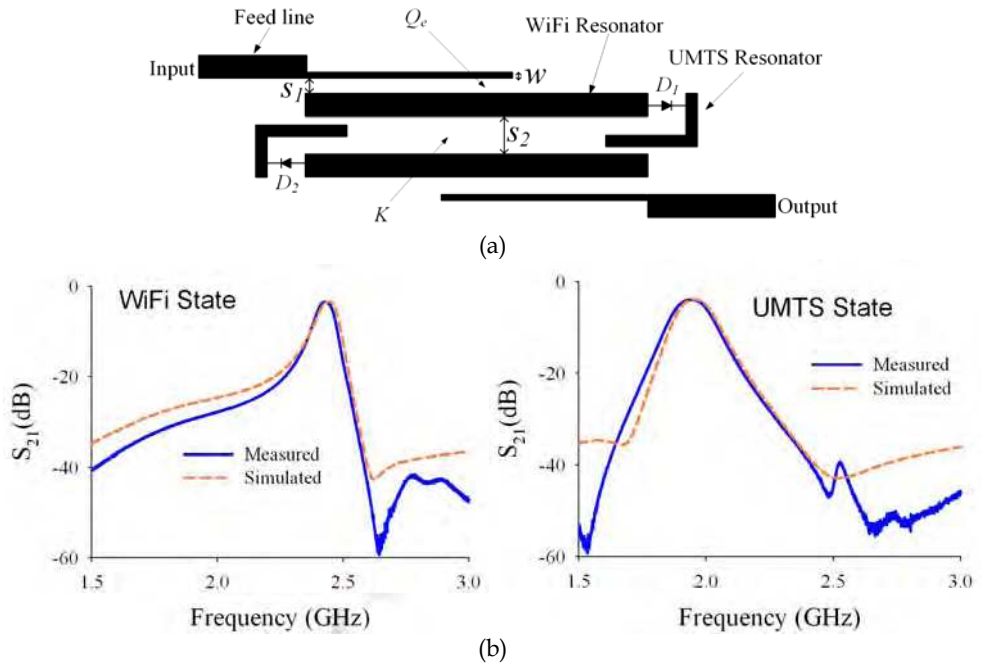 Feed line
Qe
WiFi Resonator
UMTS Resonator
Input
w
S1
D1
S2
D2
K
Output
(a)
0
-20
-40
-60
S21(dB)
WiFi State
Measured
Simulated
1.5 2.0 2.5 3.0
Frequency (GHz)
0
-20
-40
-60
S21(dB)
UMTS State
Measured
Simulated
1.5 2.0 2.5 3.0
Frequency (GHz)
(b)